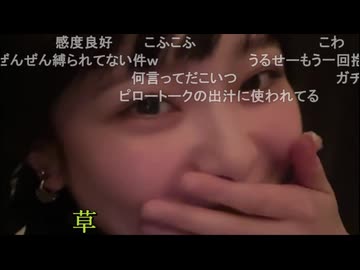 感度良好 こふこふ こわ
ぜんぜん縛られてない件w うるせーもう一回
何言ってだこいつ ガチ
ピロートークの出汁に使われてる
草